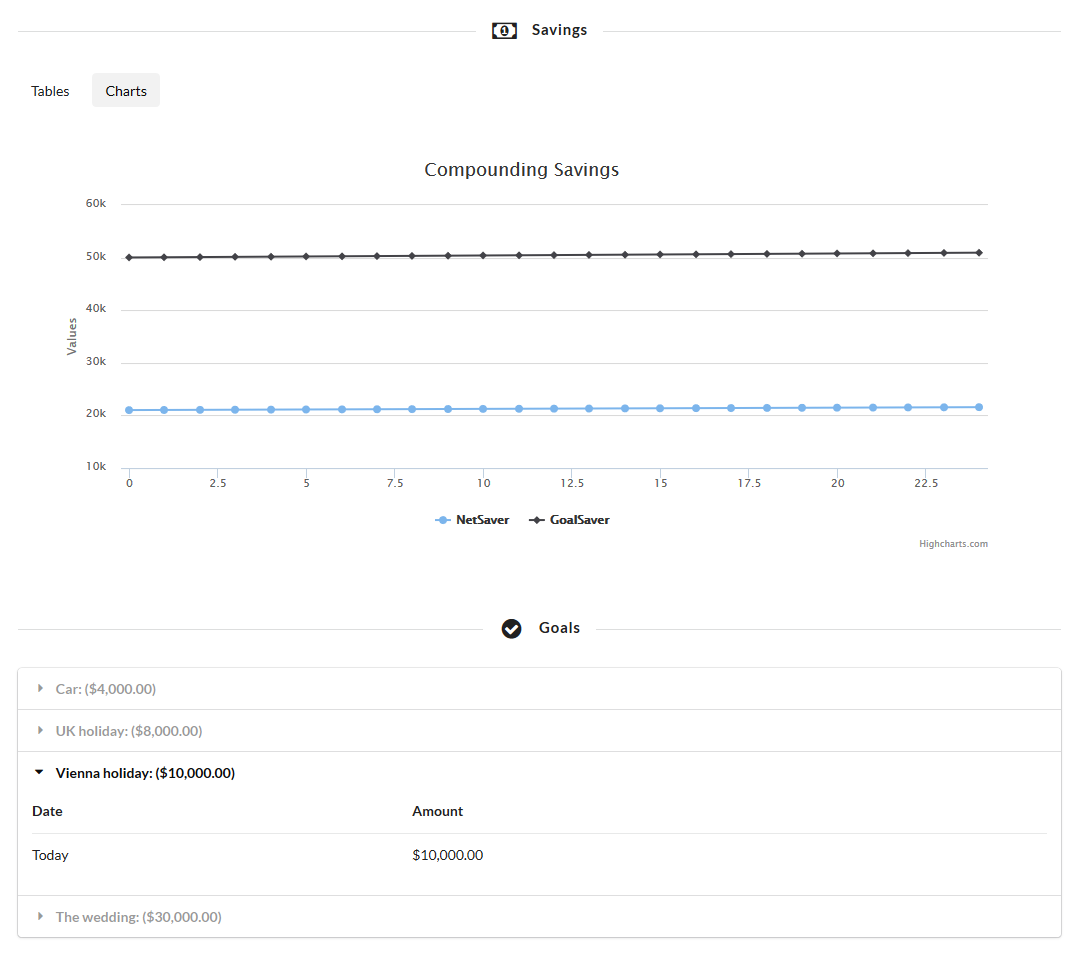 Savings
Tables Charts
Compounding Savings
60k
50k
40k
30k
20k
10k
Values
0 2.5 5 7.5 10 12.5 15 17.5 20 22.5
NetSaver GoalSaver
Highcharts.com
Goals
Car: ($4,000.00)
UK holiday: ($8,000.00)
Vienna holiday: ($10,000.00)
Date Amount
Today $10,000.00
The wedding: ($30,000.00)